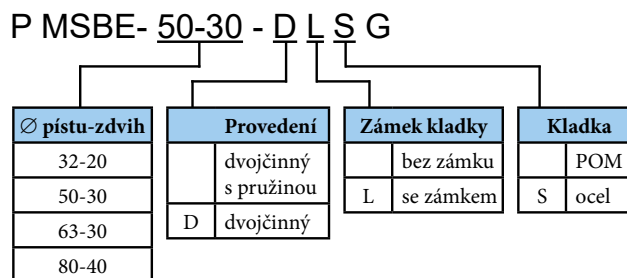 P MSBE- 50-30 - D L S G
∅ pístu-zdvih
32-20
50-30
63-30
80-40
Provedení
dvojčinný
s pružinou
D dvojčinný
Zámek kladky
bez zámku
L se zámkem
Kladka
POM
S ocel